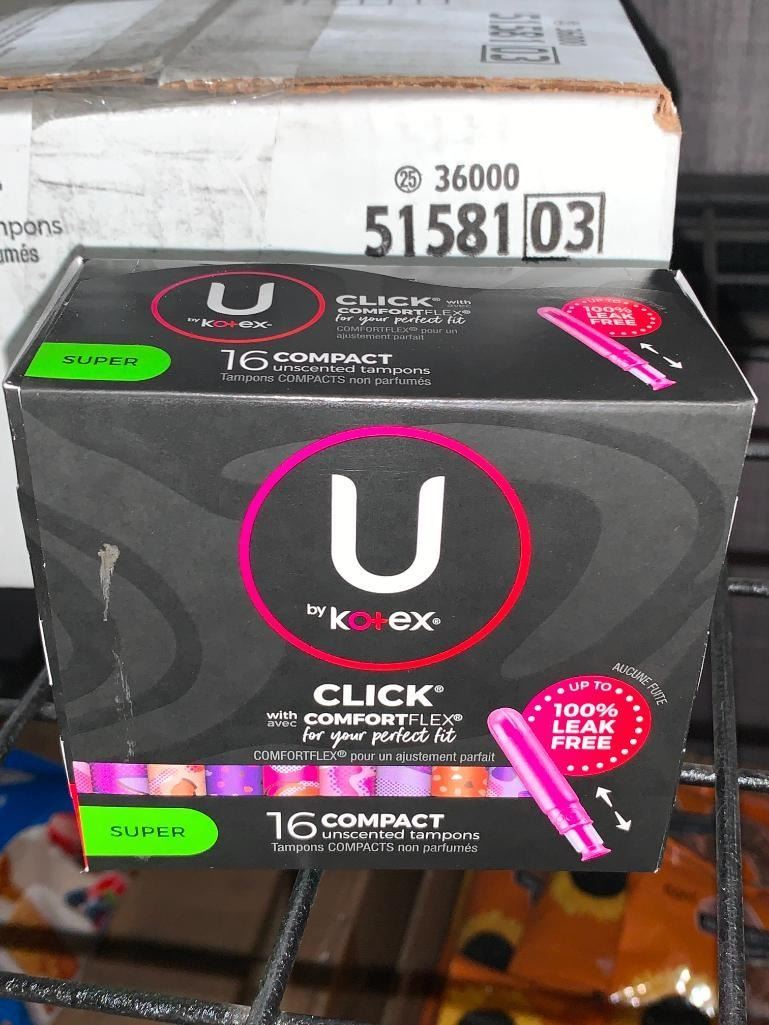 25 36000
51581 03
més
U
by Kotex®
CLICK® with
avec
COMFORTFLEX®
for your perfect fit
COMFORTFLEX® pour un
ajustement parfait
100%
LEAK
FREE
SUPER
16 COMPACT
unscented tampons
Tampons COMPACTS non parfumés
U
by Kotex®
CLICK®
with
avec COMFORTFLEX®
for your perfect fit
COMFORTFLEX® pour un ajustement parfait
AUCUNE FUITE
UP TO
100%
LEAK
FREE
SUPER
16 COMPACT
unscented tampons
Tampons COMPACTS non parfumés